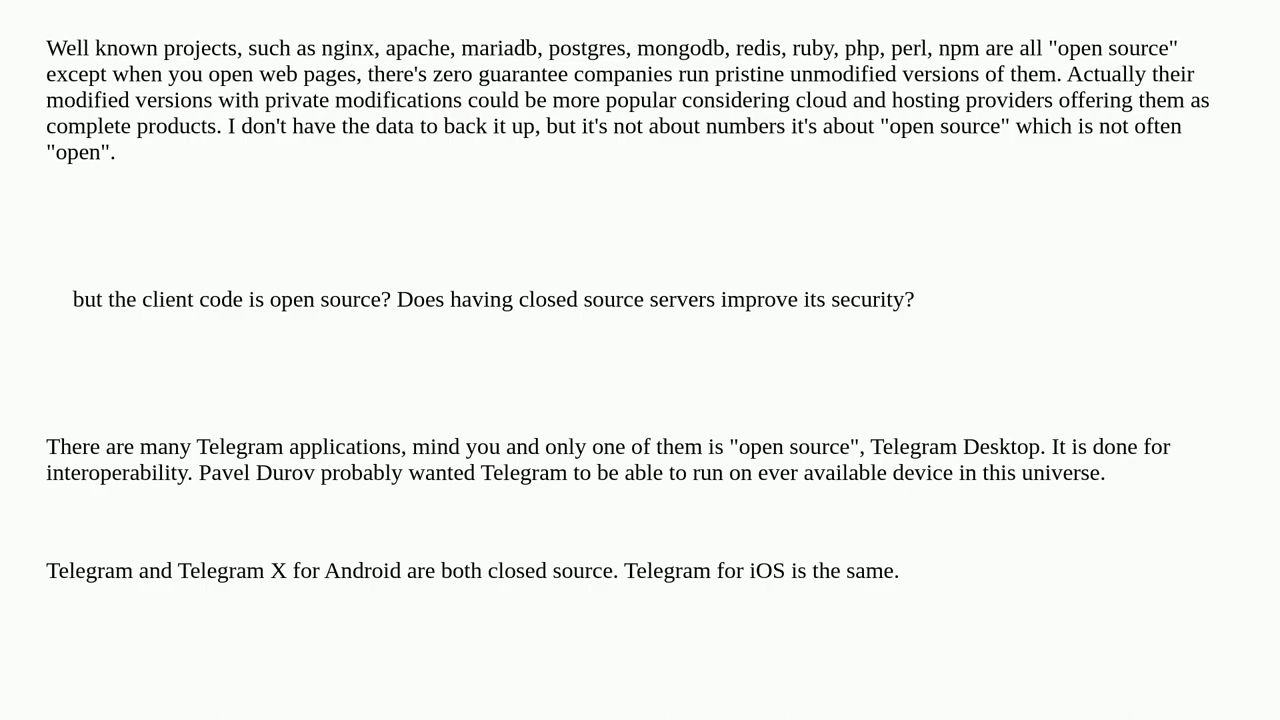 Well known projects, such as nginx, apache, mariadb, postgres, mongodb, redis, ruby, php, perl, npm are all "open source"
except when you open web pages, there's zero guarantee companies run pristine unmodified versions of them. Actually their
modified versions with private modifications could be more popular considering cloud and hosting providers offering them as
complete products. I don't have the data to back it up, but it's not about numbers it's about "open source" which is not often
"open".
but the client code is open source? Does having closed source servers improve its security?
There are many Telegram applications, mind you and only one of them is "open source", Telegram Desktop. It is done for
interoperability. Pavel Durov probably wanted Telegram to be able to run on ever available device in this universe.
Telegram and Telegram X for Android are both closed source. Telegram for iOS is the same.